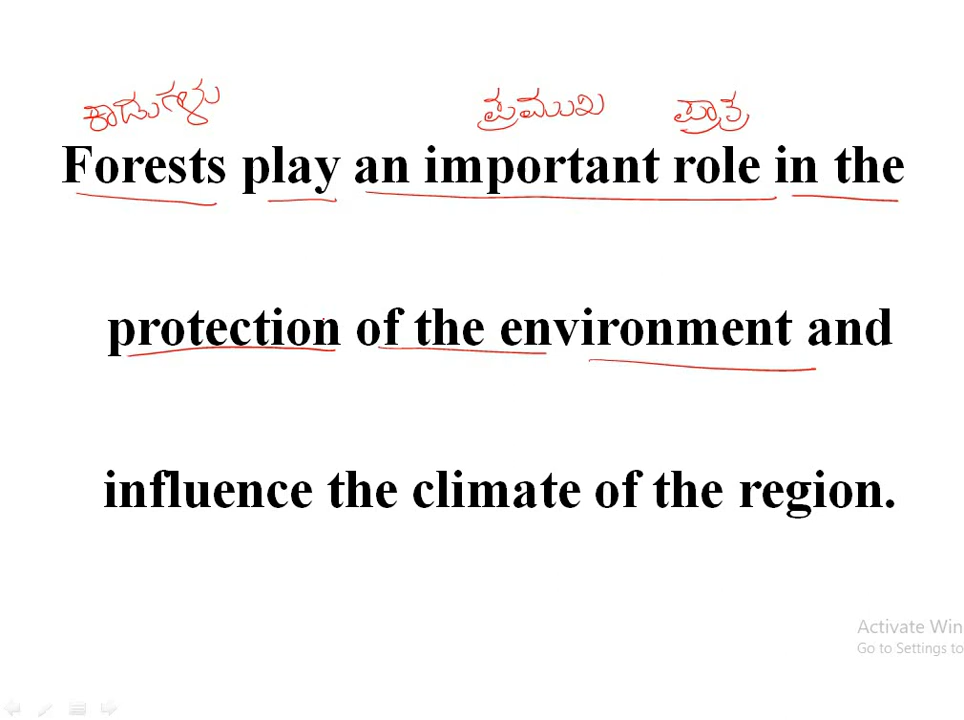 ಕಾಡುಗಳು ಪ್ರಮುಖ ಪಾತ್ರ
Forests play an important role in the
protection of the environment and
influence the climate of the region.
Activate Win
Go to Settings to